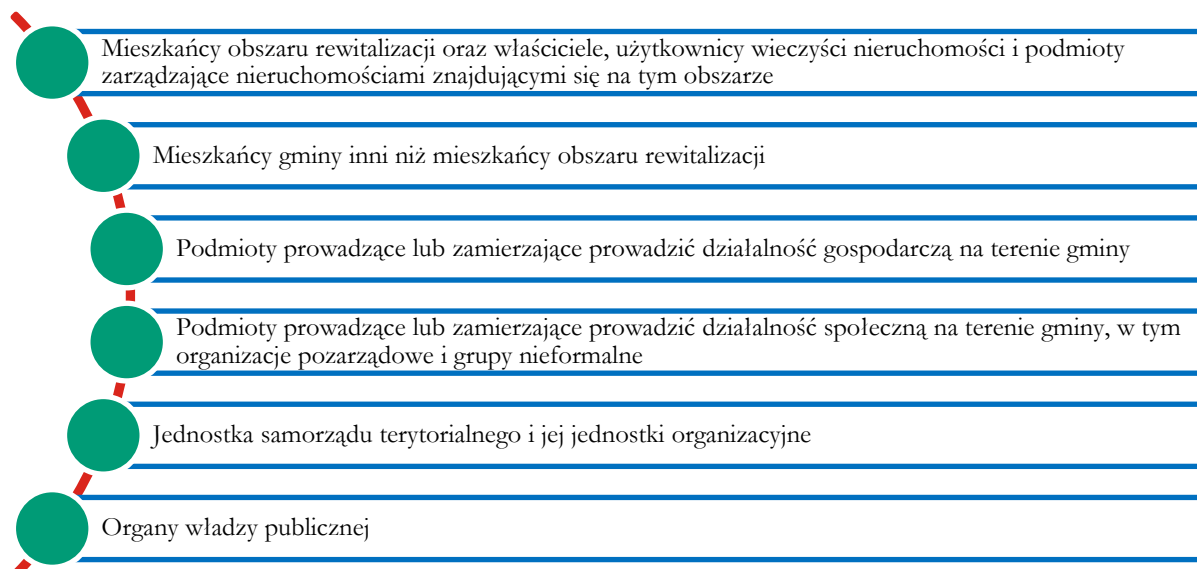 Mieszkańcy obszaru rewitalizacji oraz właściciele, użytkownicy wieczyści nieruchomości i podmioty
zarządzające nieruchomościami znajdującymi się na tym obszarze
Mieszkańcy gminy inni niż mieszkańcy obszaru rewitalizacji
Podmioty prowadzące lub zamierzające prowadzić działalność gospodarczą na terenie gminy
Podmioty prowadzące lub zamierzające prowadzić działalność społeczną na terenie gminy, w tym
organizacje pozarządowe i grupy nieformalne
Jednostka samorządu terytorialnego i jej jednostki organizacyjne
Organy władzy publicznej